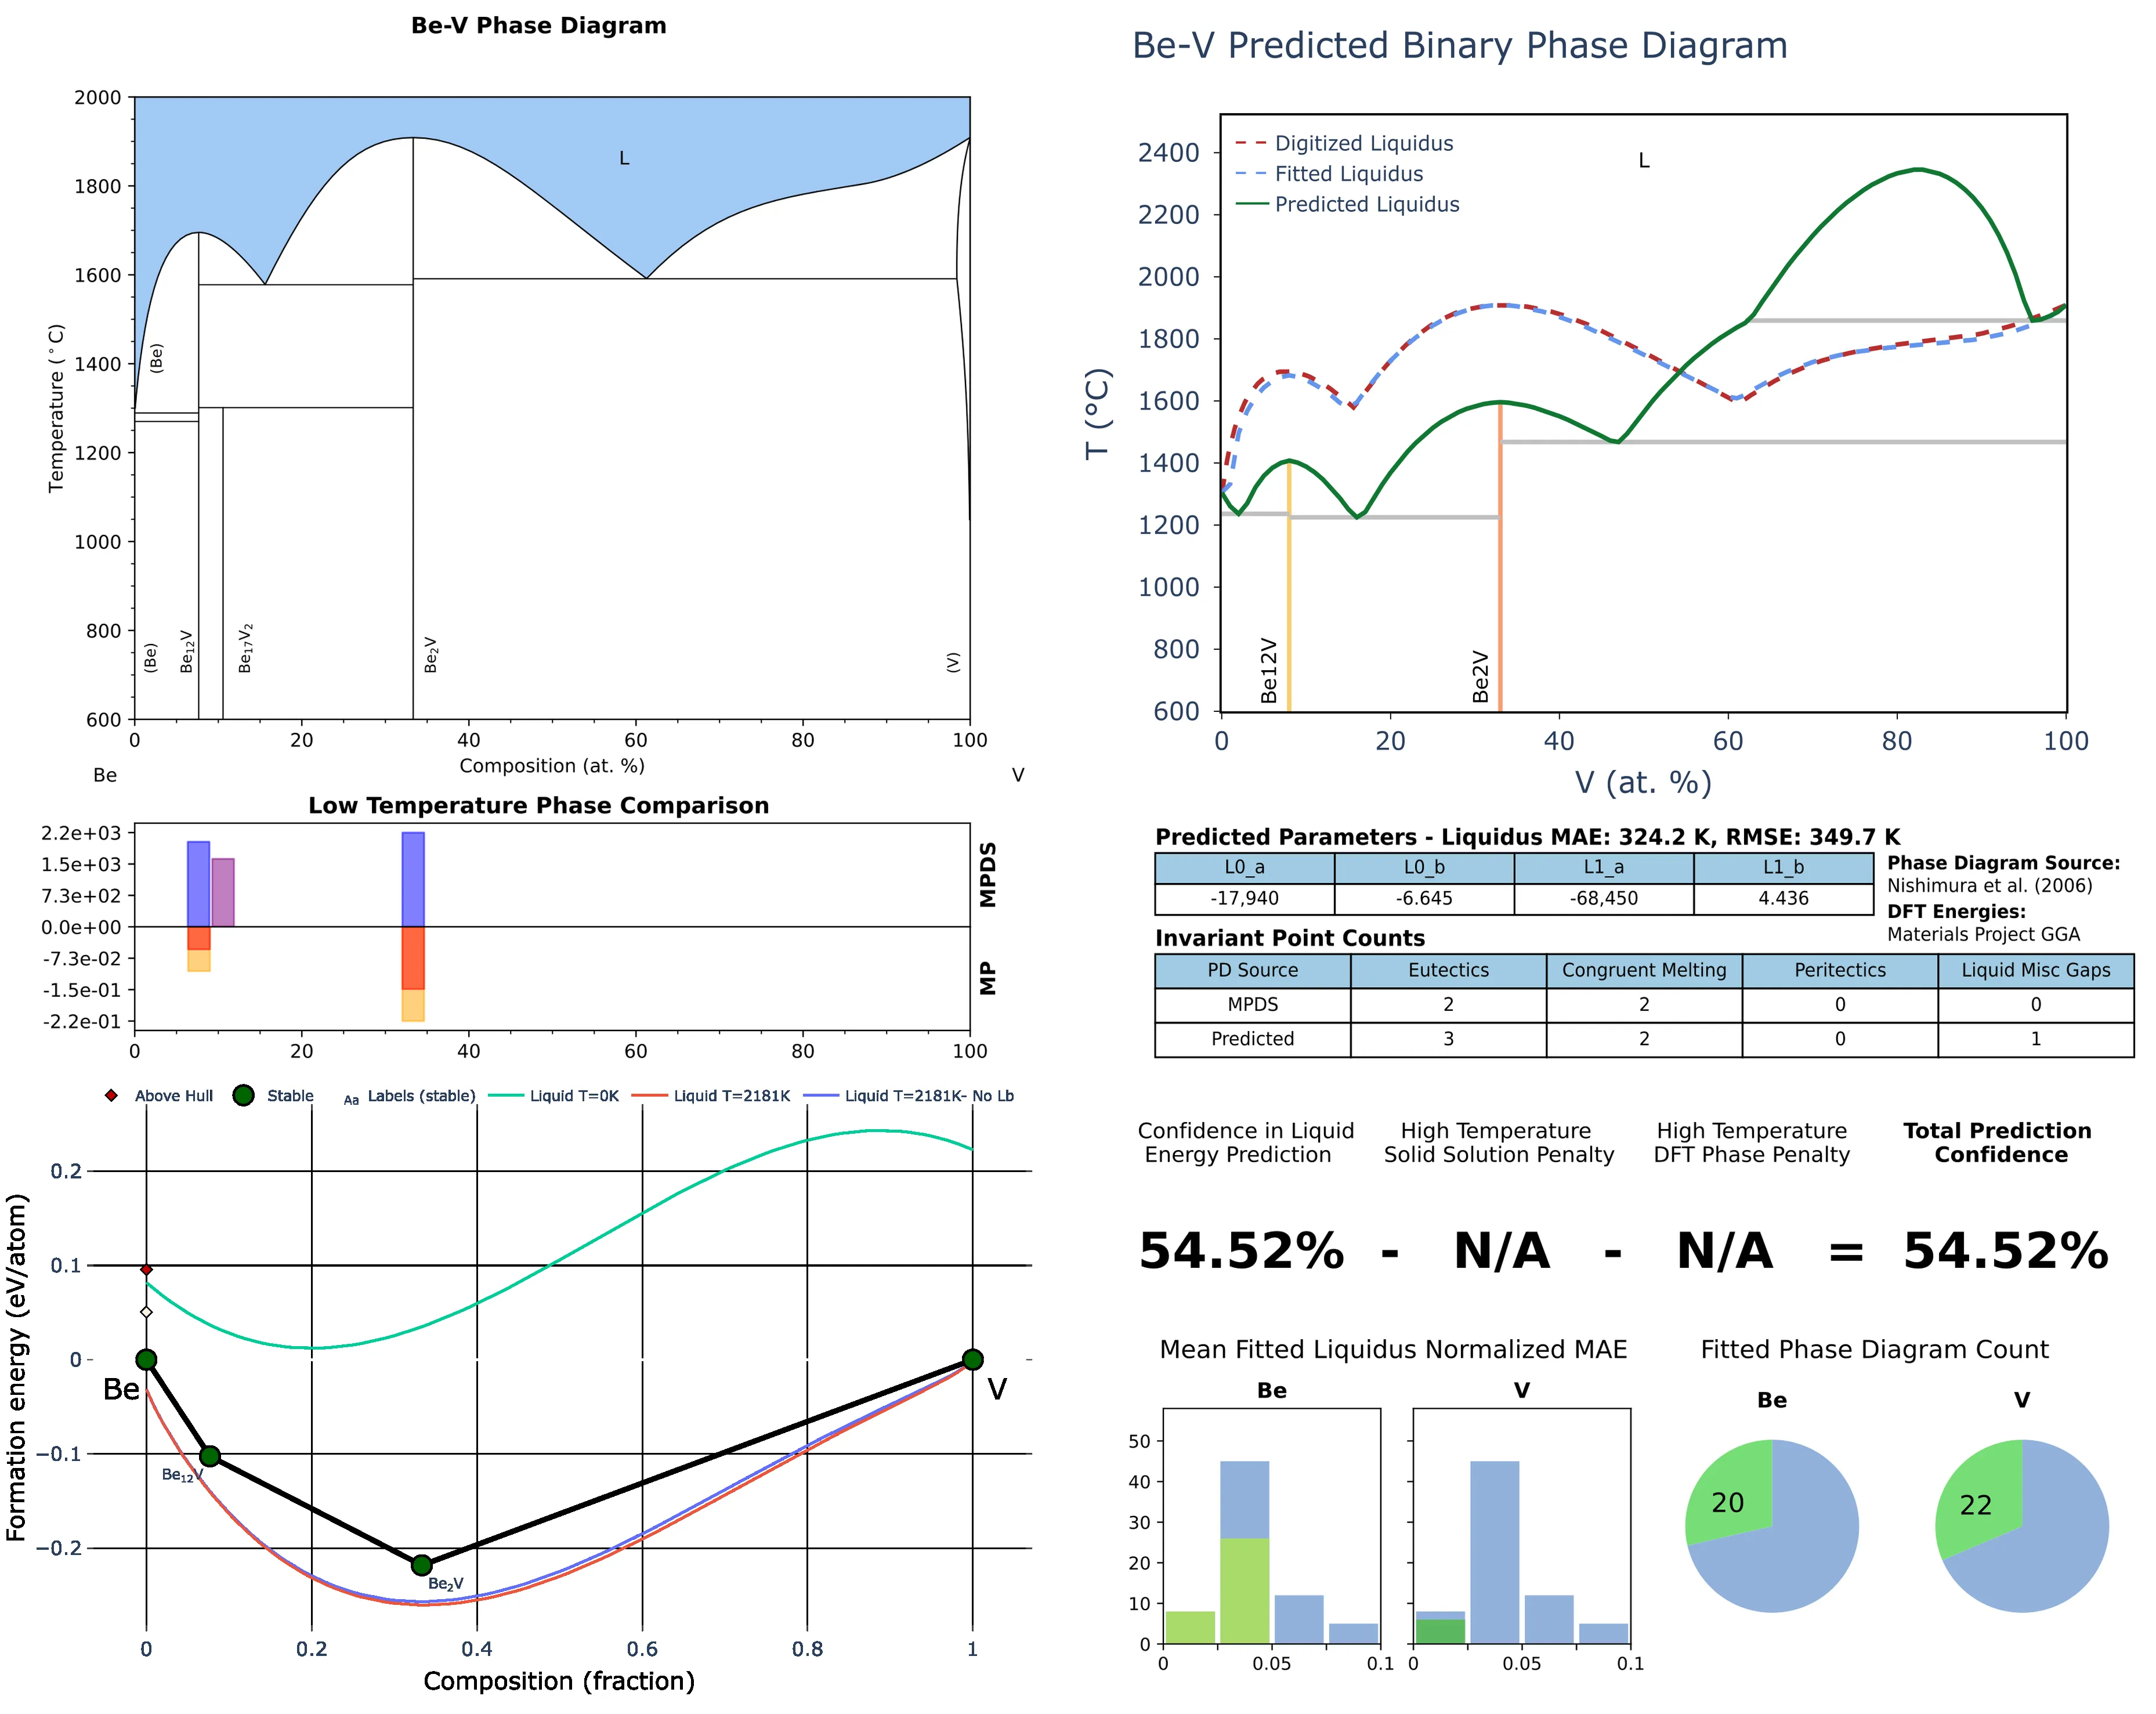 Be-V Phase Diagram
2000
1800
1600
1400
1200
1000
800
600
Temperature (°C)
L
(Be)
(Be)
Be12V
Be17V2
Be2V
(V)
0 20 40 60 80 100
Composition (at. %)
Be V
Low Temperature Phase Comparison
2.2e+03
1.5e+03
7.3e+02
0.0e+00
-7.3e-02
-1.5e-01
-2.2e-01
MPDS
MP
0 20 40 60 80 100
Above Hull Stable Aa Labels (stable) Liquid T=0K Liquid T=2181K Liquid T=2181K- No Lb
0.2
0.1
0
−0.1
−0.2
Formation energy (eV/atom)
Be
V
Be12V
Be2V
0 0.2 0.4 0.6 0.8 1
Composition (fraction)
Be-V Predicted Binary Phase Diagram
Digitized Liquidus
Fitted Liquidus
Predicted Liquidus
L
2400
2200
2000
1800
1600
1400
1200
1000
800
600
T (°C)
Be12V
Be2V
0 20 40 60 80 100
V (at. %)
Predicted Parameters - Liquidus MAE: 324.2 K, RMSE: 349.7 K
L0_a L0_b L1_a L1_b
-17,940 -6.645 -68,450 4.436
Phase Diagram Source:
Nishimura et al. (2006)
DFT Energies:
Materials Project GGA
Invariant Point Counts
PD Source Eutectics Congruent Melting Peritectics Liquid Misc Gaps
MPDS 2 2 0 0
Predicted 3 2 0 1
Confidence in Liquid
Energy Prediction
High Temperature
Solid Solution Penalty
High Temperature
DFT Phase Penalty
Total Prediction
Confidence
54.52% - N/A - N/A = 54.52%
Mean Fitted Liquidus Normalized MAE
Be V
50
40
30
20
10
0
0 0.05 0.1 0 0.05 0.1
Fitted Phase Diagram Count
Be V
20 22